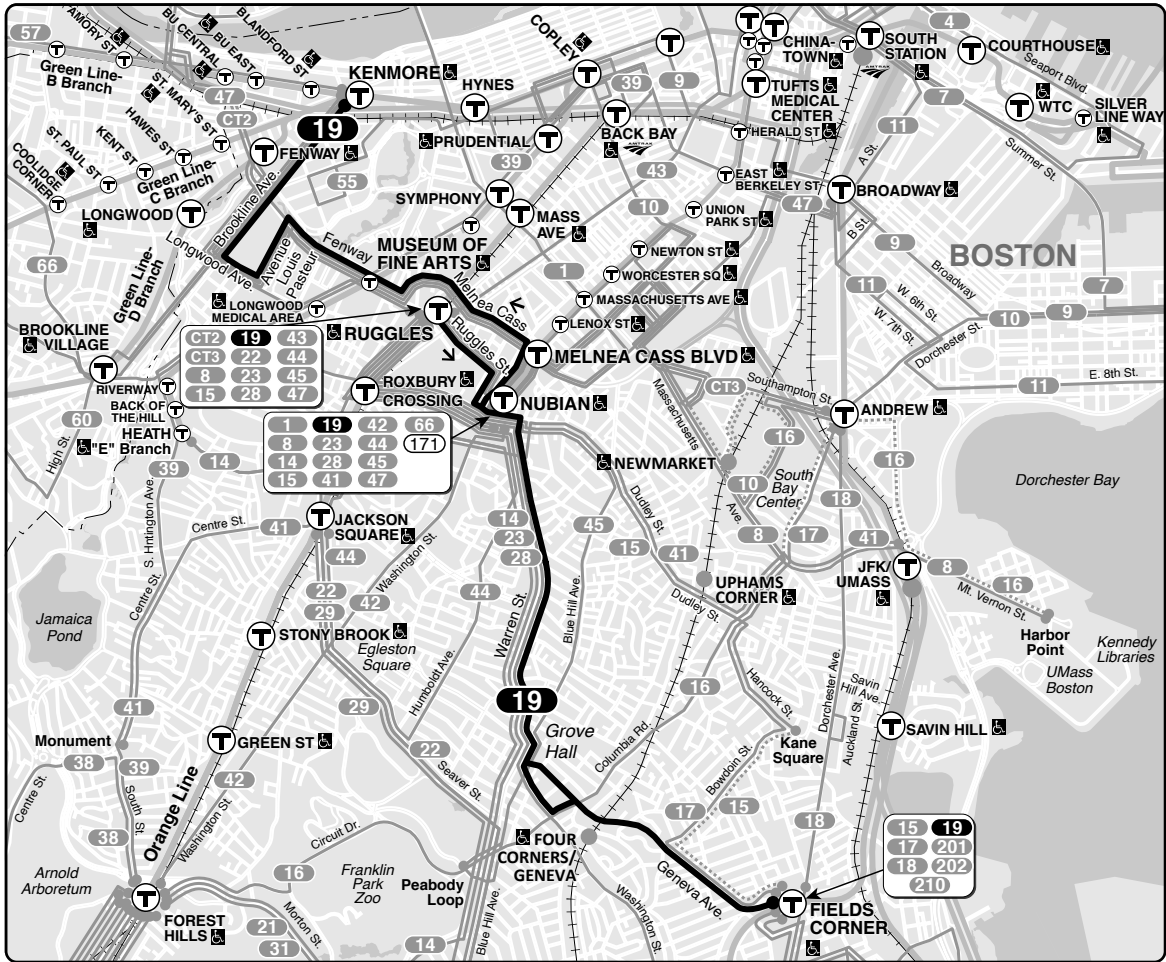 57
AMORY ST
BU CENTRAL
BU EAST
BLANDFORD ST
Green Line-
B Branch
47
CT2
ST. MARY'S ST
HAWES ST
KENT ST
ST. PAUL ST
COOLIDGE
CORNER
Green Line-
C Branch
KENMORE
19
HYNES
COPLEY
39
9
CHINA-
TOWN
SOUTH
STATION
AMTRAK
4
COURTHOUSE
Seaport Blvd.
7
WTC
SILVER
LINE WAY
TUFTS
MEDICAL
CENTER
HERALD ST
11
A St.
Summer St.
FENWAY
55
PRUDENTIAL
39
BACK BAY
AMTRAK
43
EAST
BERKELEY ST
47
BROADWAY
LONGWOOD
Brookline Ave.
Longwood Ave.
Avenue
Louis
Pasteur
Fenway
SYMPHONY
MASS
AVE
10
UNION
PARK ST
B St.
9
Broadway
BOSTON
66
Green Line-
D Branch
MUSEUM OF
FINE ARTS
1
NEWTON ST
WORCESTER SQ
MASSACHUSETTS AVE
LENOX ST
11
W. 6th St.
W. 7th St.
7
10
9
Dorchester St.
LONGWOOD
MEDICAL AREA
Melnea Cass
RUGGLES
Ruggles St.
MELNEA CASS BLVD
BROOKLINE
VILLAGE
CT2 19 43
CT3 22 44
8 23 45
15 28 47
RIVERWAY
BACK OF
THE HILL
HEATH
"E" Branch
60
High St.
39
14
ROXBURY
CROSSING
NUBIAN
Massachusetts
Ave.
CT3
Southampton St.
ANDREW
11
E. 8th St.
1 19 42 66
8 23 44 171
14 28 45
15 41 47
NEWMARKET
10
16
South
Bay
Center
16
Dorchester Bay
18
8
17
41
S. Hntington Ave.
Centre St.
41
JACKSON
SQUARE
44
22
29
42
Washington St.
14
23
28
45
Dudley St.
15
41
JFK/
UMASS
8
16
Mt. Vernon St.
Harbor
Point
Kennedy
Libraries
UMass
Boston
Jamaica
Pond
Centre St.
STONY BROOK
Egleston
Square
44
Warren St.
Blue Hill Ave.
UPHAMS
CORNER
Dudley St.
Humboldt Ave.
19
16
Hancock St.
Dorchester Ave.
Savin
Hill Ave.
Auckland St.
SAVIN HILL
41
Monument
38
39
Centre St.
GREEN ST
42
29
22
Seaver St.
Grove
Hall
Columbia Rd.
Kane
Square
Bowdoin St.
15
17
18
South St.
38
Orange Line
Washington St.
Circuit Dr.
16
Arnold
Arboretum
Franklin
Park
Zoo
Peabody
Loop
FOUR
CORNERS/
GENEVA
Geneva Ave.
15 19
17 201
18 202
210
FIELDS
CORNER
FOREST
HILLS
21
31
Morton St.
14
Blue Hill Ave.
Washington St.